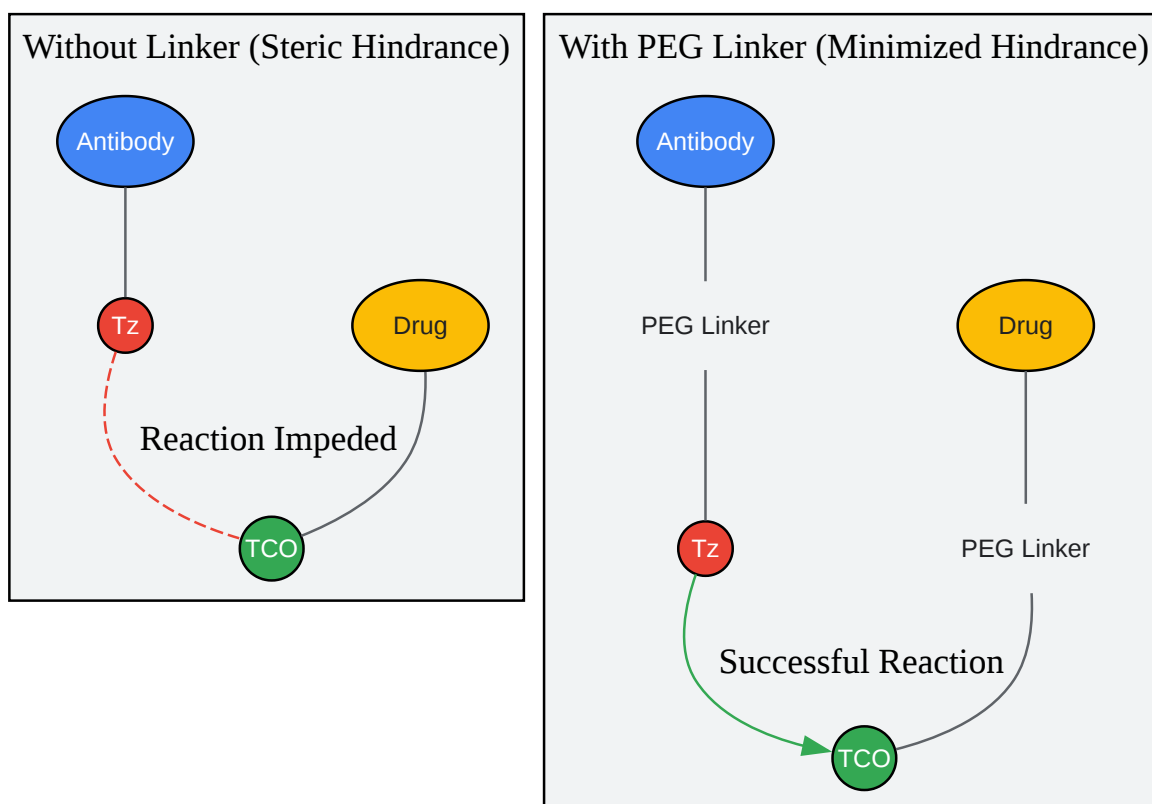 Without Linker (Steric Hindrance)
Antibody
Tz
Drug
Reaction Impeded
TCO
With PEG Linker (Minimized Hindrance)
Antibody
PEG Linker
Drug
Tz
PEG Linker
Successful Reaction
TCO